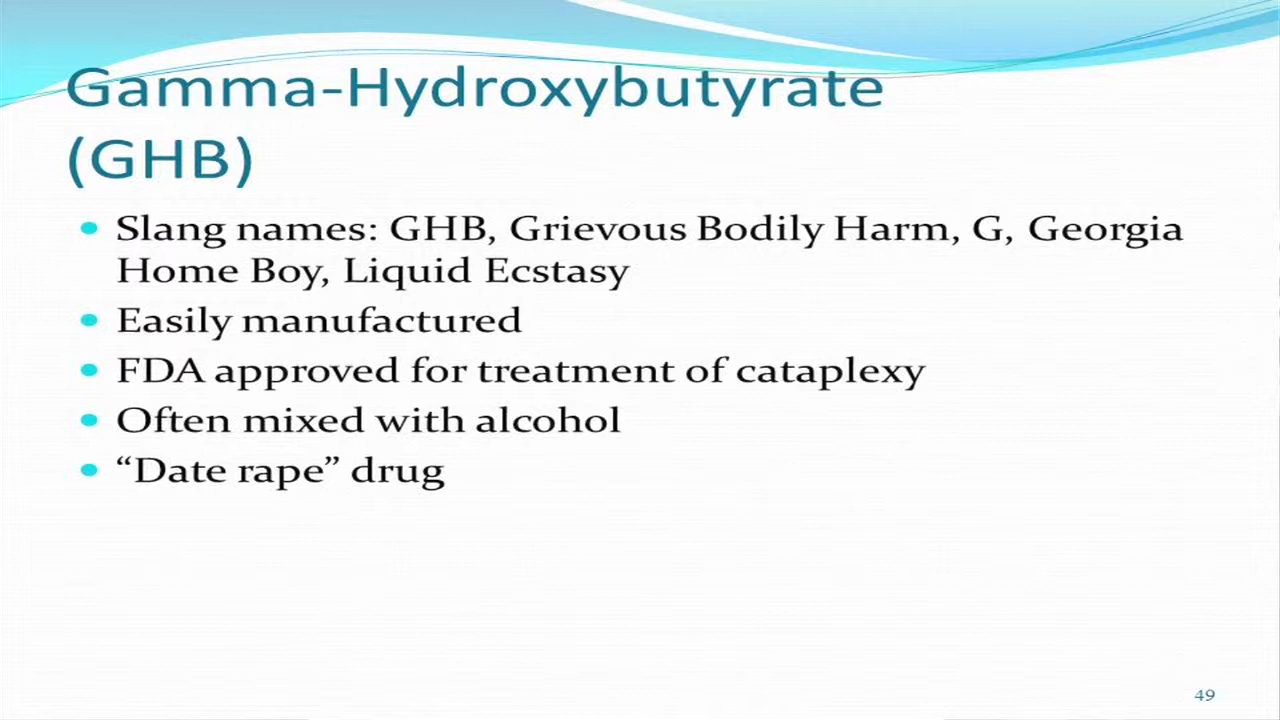 Gamma-Hydroxybutyrate
(GHB)
• Slang names: GHB, Grievous Bodily Harm, G, Georgia
Home Boy, Liquid Ecstasy
• Easily manufactured
• FDA approved for treatment of cataplexy
• Often mixed with alcohol
• “Date rape” drug
49